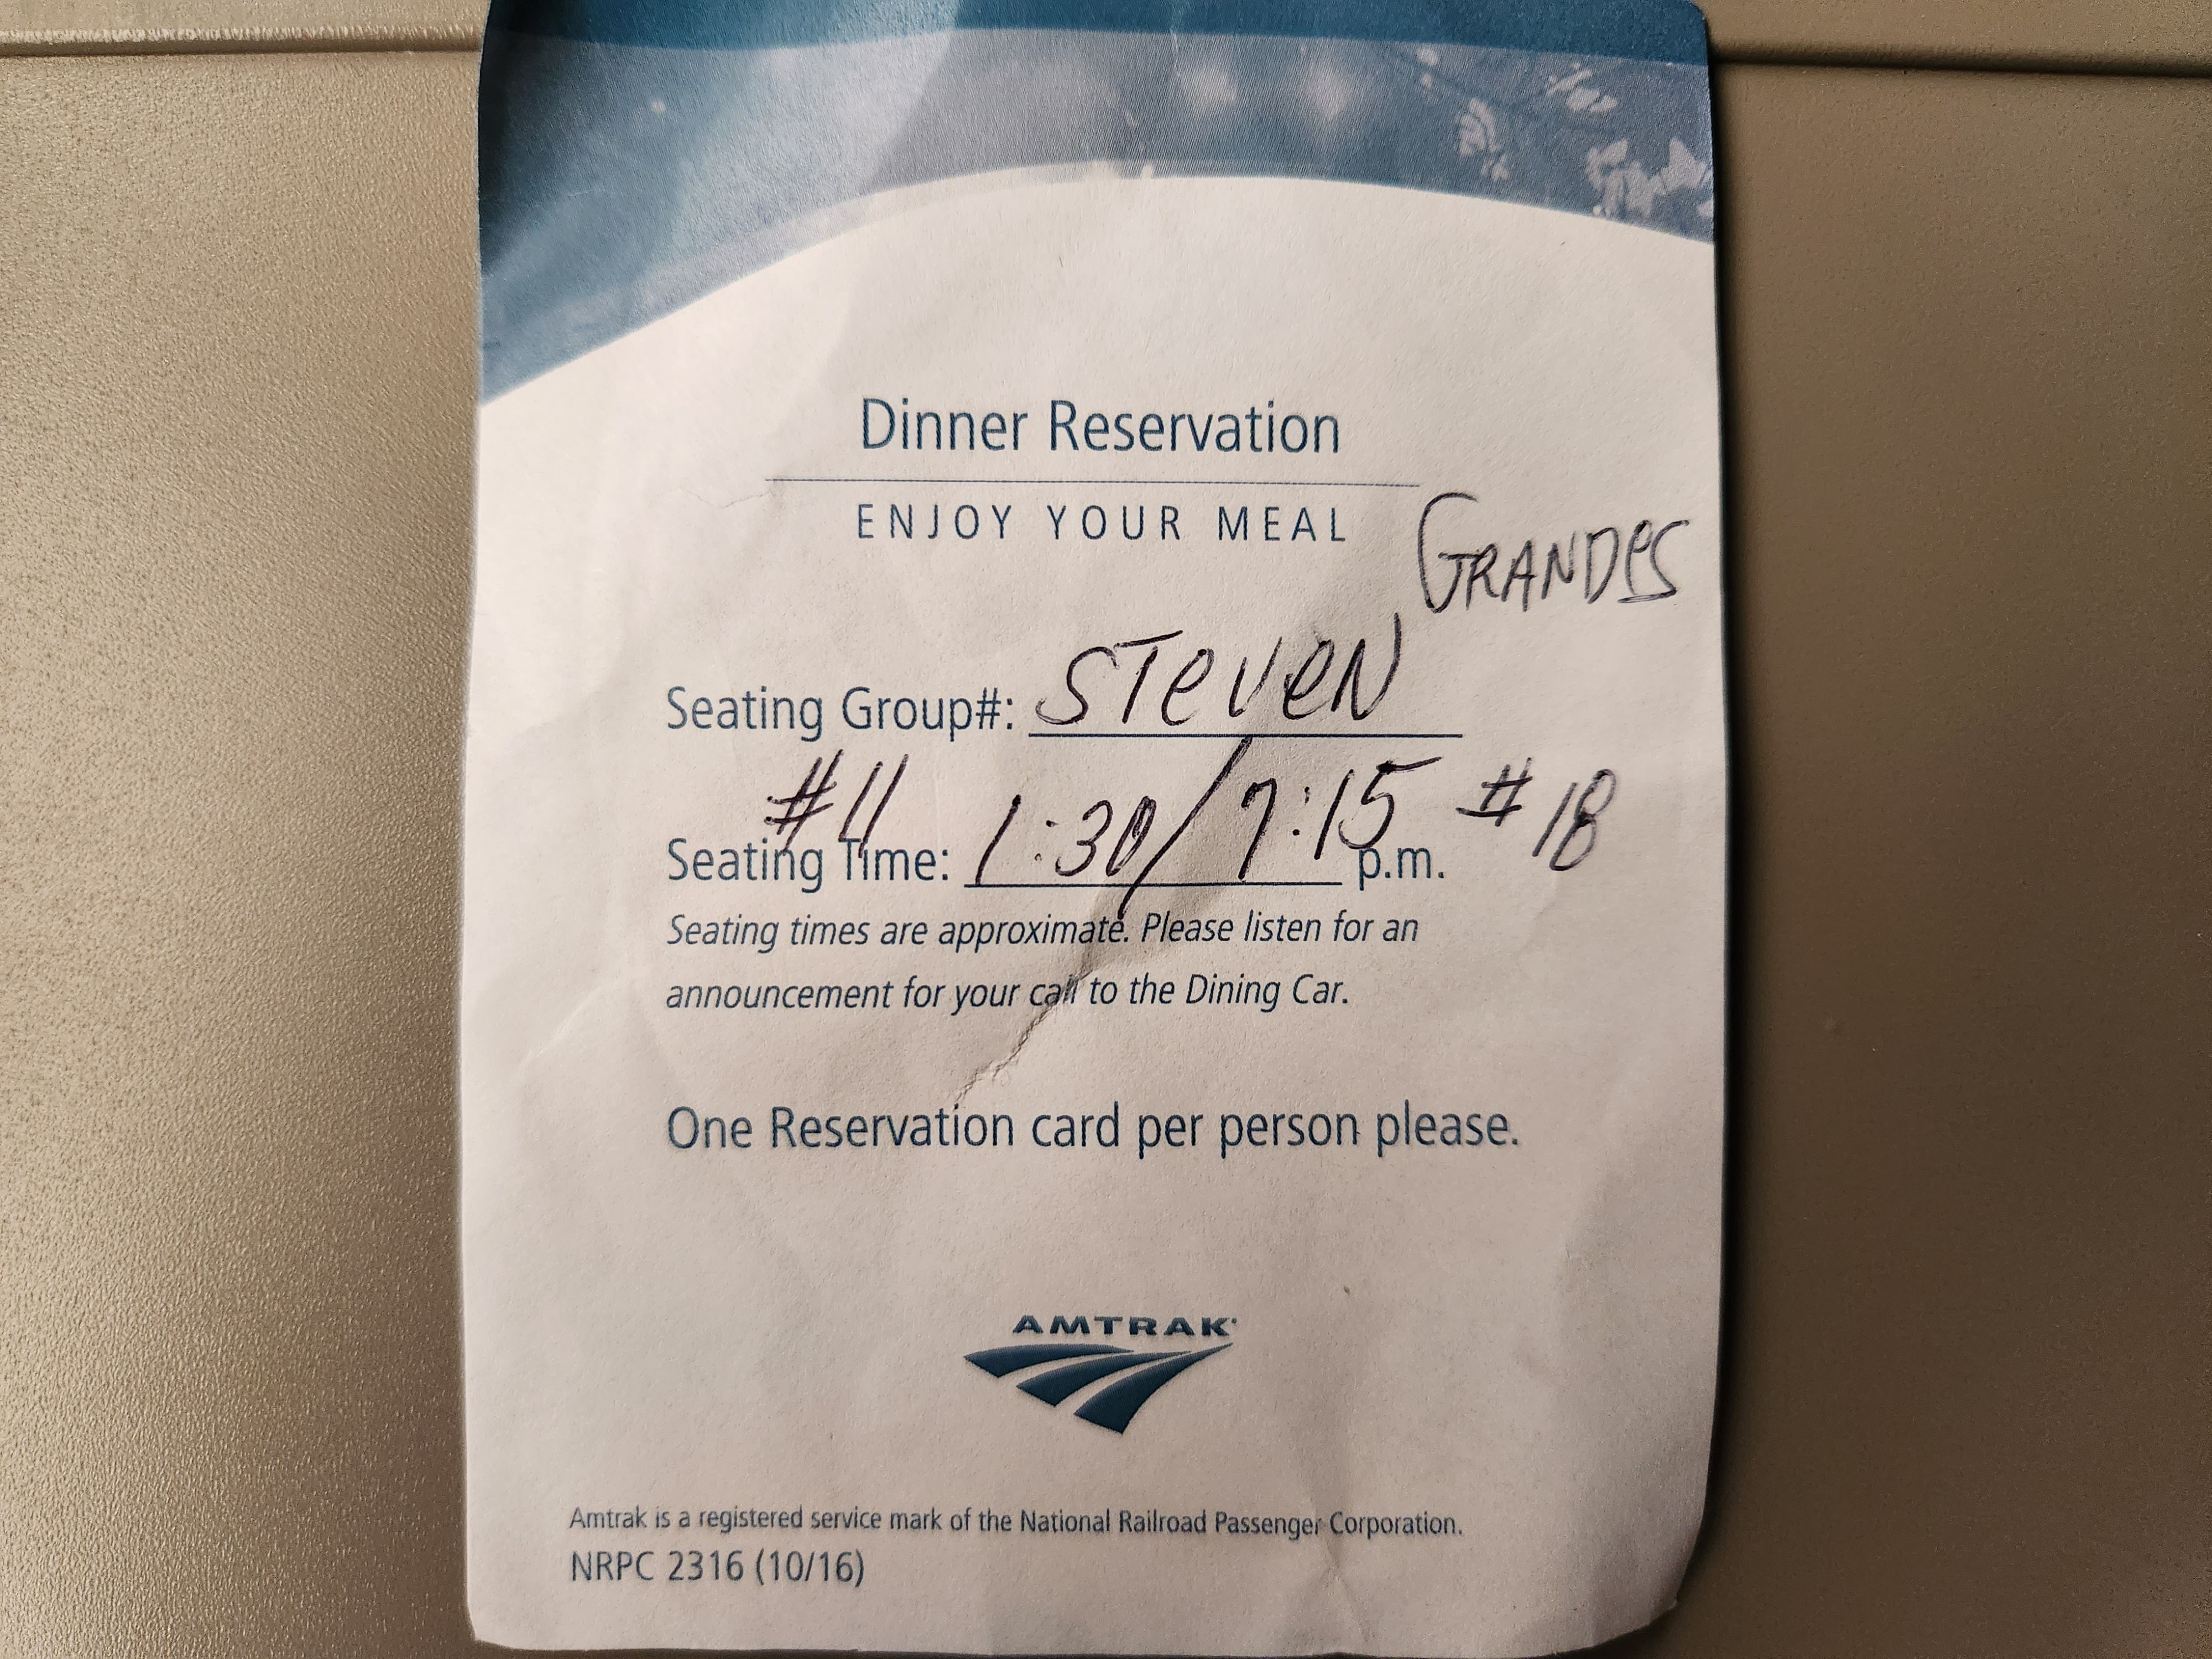 Dinner Reservation
ENJOY YOUR MEAL
GRANDES
Seating Group#: STeVeN
#11 1:30/7:15 #18
Seating Time: p.m.
Seating times are approximate. Please listen for an
announcement for your call to the Dining Car.
One Reservation card per person please.
AMTRAK
Amtrak is a registered service mark of the National Railroad Passenger Corporation.
NRPC 2316 (10/16)